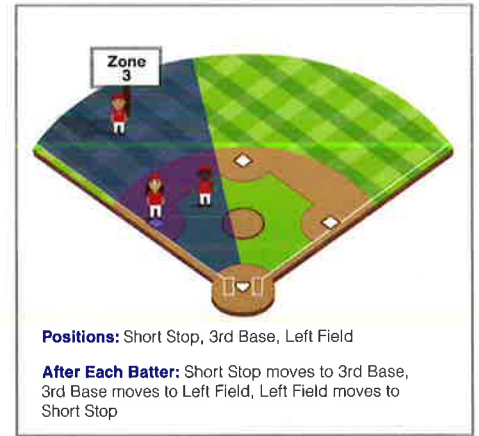 Zone
3
Positions: Short Stop, 3rd Base, Left Field
After Each Batter: Short Stop moves to 3rd Base,
3rd Base moves to Left Field, Left Field moves to
Short Stop